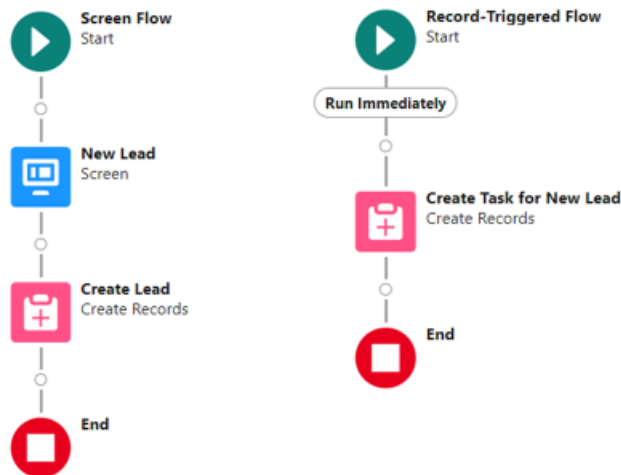 Screen Flow
Start
New Lead
Screen
Create Lead
Create Records
End
Record-Triggered Flow
Start
Run Immediately
Create Task for New Lead
Create Records
End